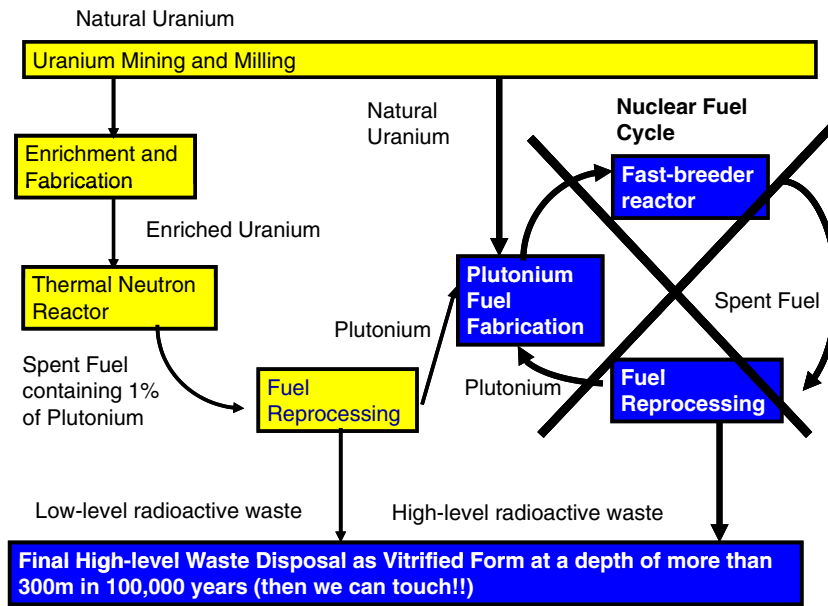 Natural Uranium
Uranium Mining and Milling
Natural
Uranium
Nuclear Fuel
Cycle
Enrichment and
Fabrication
Fast-breeder
reactor
Enriched Uranium
Thermal Neutron
Reactor
Plutonium
Fuel
Fabrication
Spent Fuel
Plutonium
Spent Fuel
containing 1%
of Plutonium
Fuel
Reprocessing
Plutonium
Fuel
Reprocessing
Low-level radioactive waste
High-level radioactive waste
Final High-level Waste Disposal as Vitrified Form at a depth of more than
300m in 100,000 years (then we can touch!!)